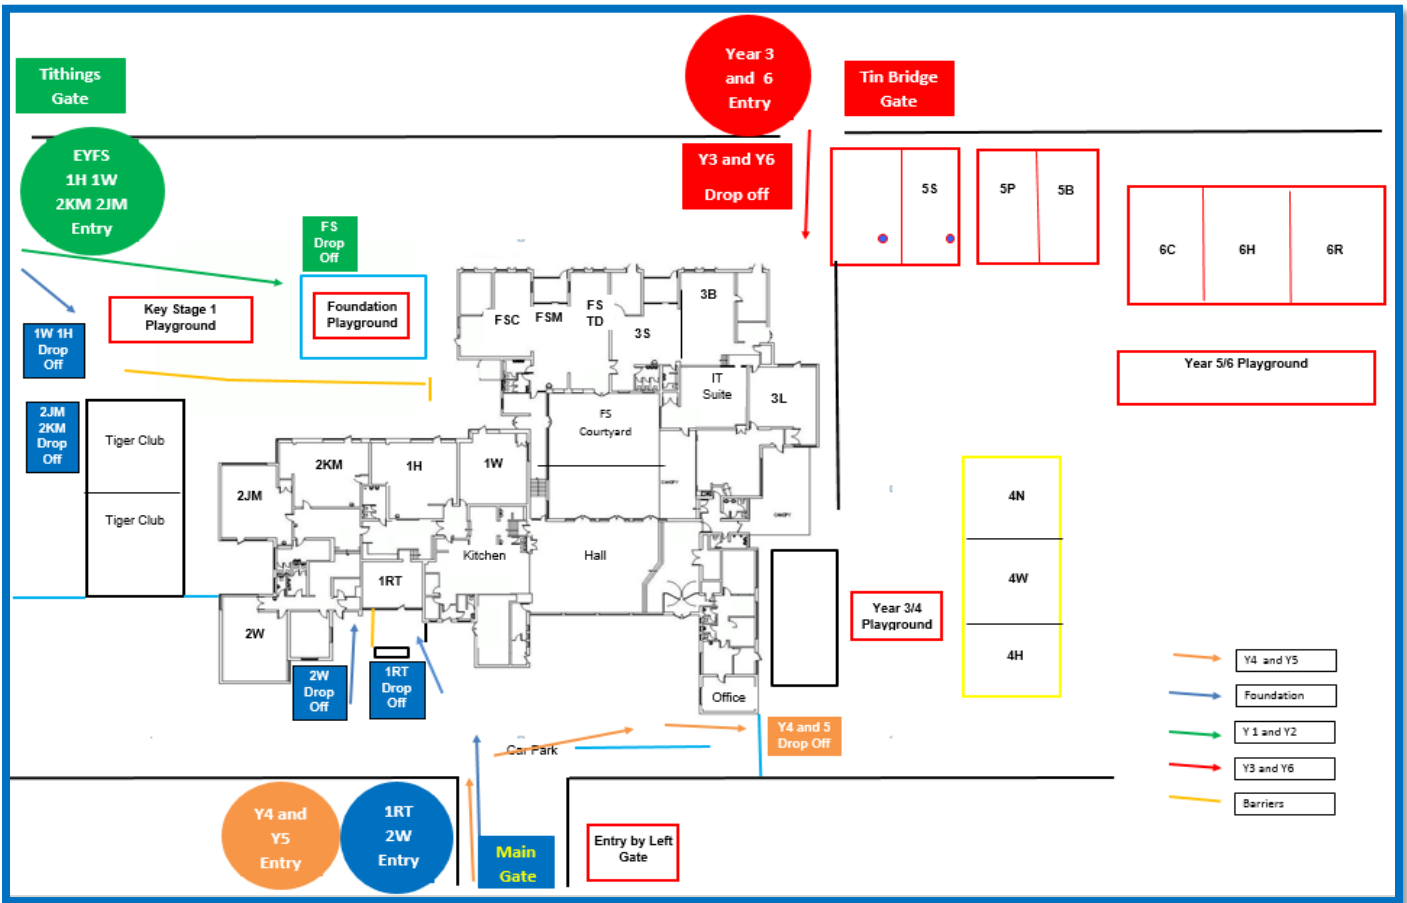 Tithings
Gate
Year 3
and 6
Entry
Tin Bridge
Gate
EYFS
1H 1W
2KM 2JM
Entry
Y3 and Y6
Drop off
5S
5P
5B
6C
6H
6R
FS
Drop
Off
Key Stage 1
Playground
Foundation
Playground
1W 1H
Drop
Off
FSC
FSM
FS
TD
3S
3B
Year 5/6 Playground
IT
Suite
3L
2JM
2KM
Drop
Off
Tiger Club
Tiger Club
FS
Courtyard
2KM
1H
1W
2JM
CANOPY
CANOPY
4N
4W
4H
Kitchen
Hall
1RT
2W
Year 3/4
Playground
2W
Drop
Off
1RT
Drop
Off
Office
Y4 and 5
Drop Off
Car Park
Y4 and Y5
Foundation
Y 1 and Y2
Y3 and Y6
Barriers
Y4 and
Y5
Entry
1RT
2W
Entry
Main
Gate
Entry by Left
Gate